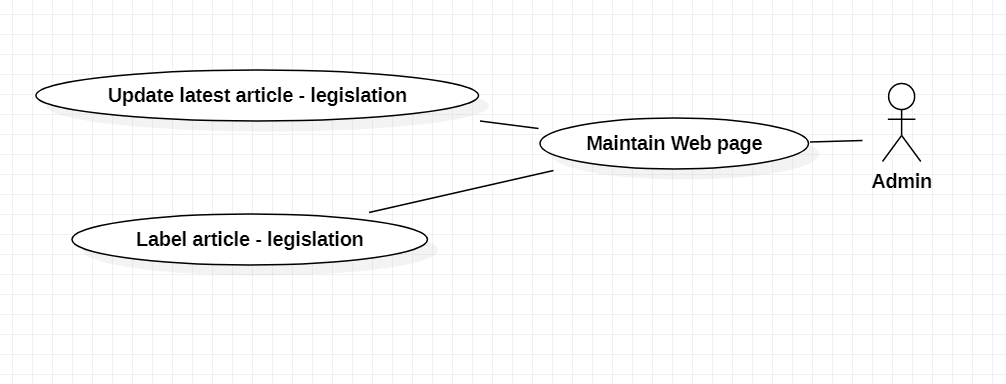 Update latest article - legislation
Maintain Web page
Admin
Label article - legislation